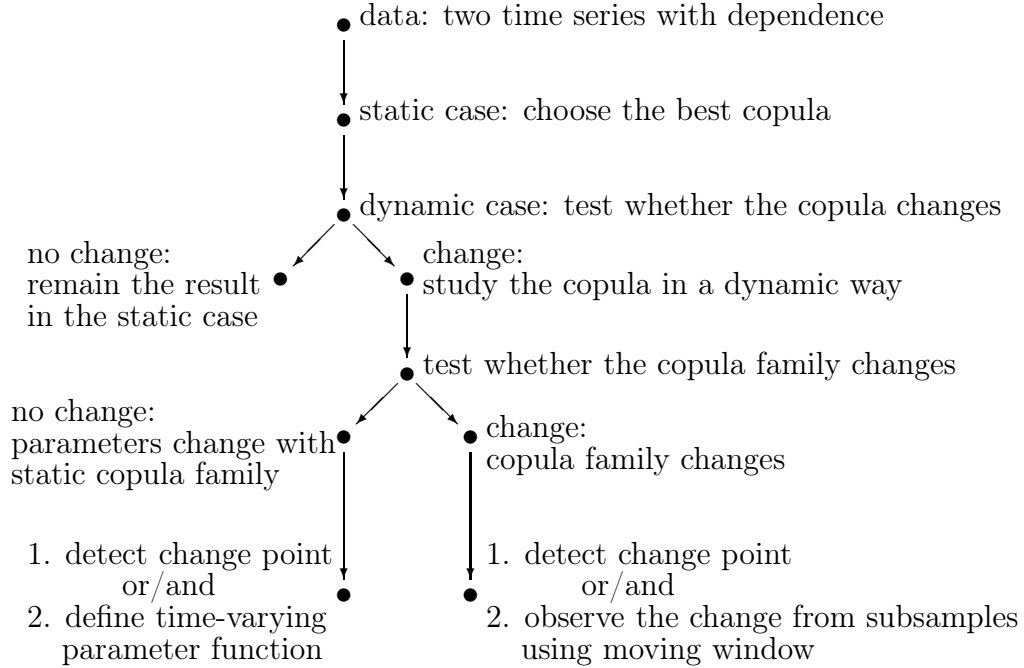 data: two time series with dependence
static case: choose the best copula
dynamic case: test whether the copula changes
no change:
remain the result
in the static case
change:
study the copula in a dynamic way
test whether the copula family changes
no change:
parameters change with
static copula family
change:
copula family changes
1. detect change point
or/and
2. define time-varying
parameter function
1. detect change point
or/and
2. observe the change from subsamples
using moving window